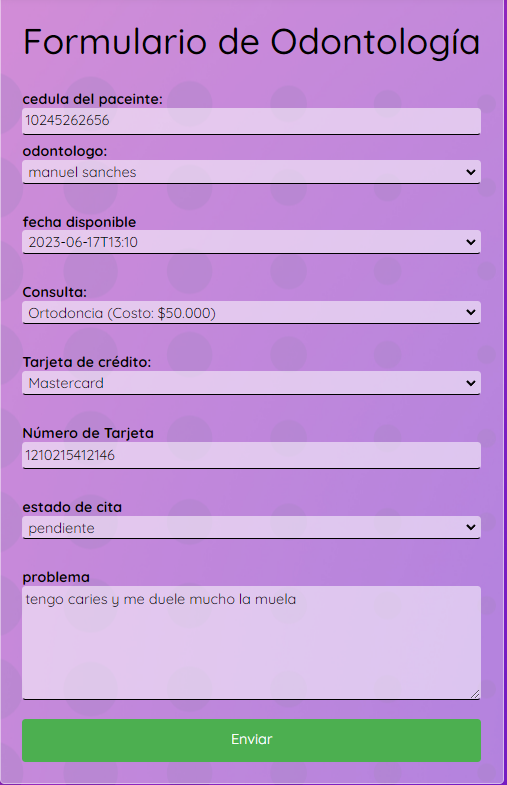 Formulario de Odontología
cedula del paceinte:
10245262656
odontologo:
manuel sanches
fecha disponible
2023-06-17T13:10
Consulta:
Ortodoncia (Costo: $50.000)
Tarjeta de crédito:
Mastercard
Número de Tarjeta
1210215412146
estado de cita
pendiente
problema
tengo caries y me duele mucho la muela
Enviar